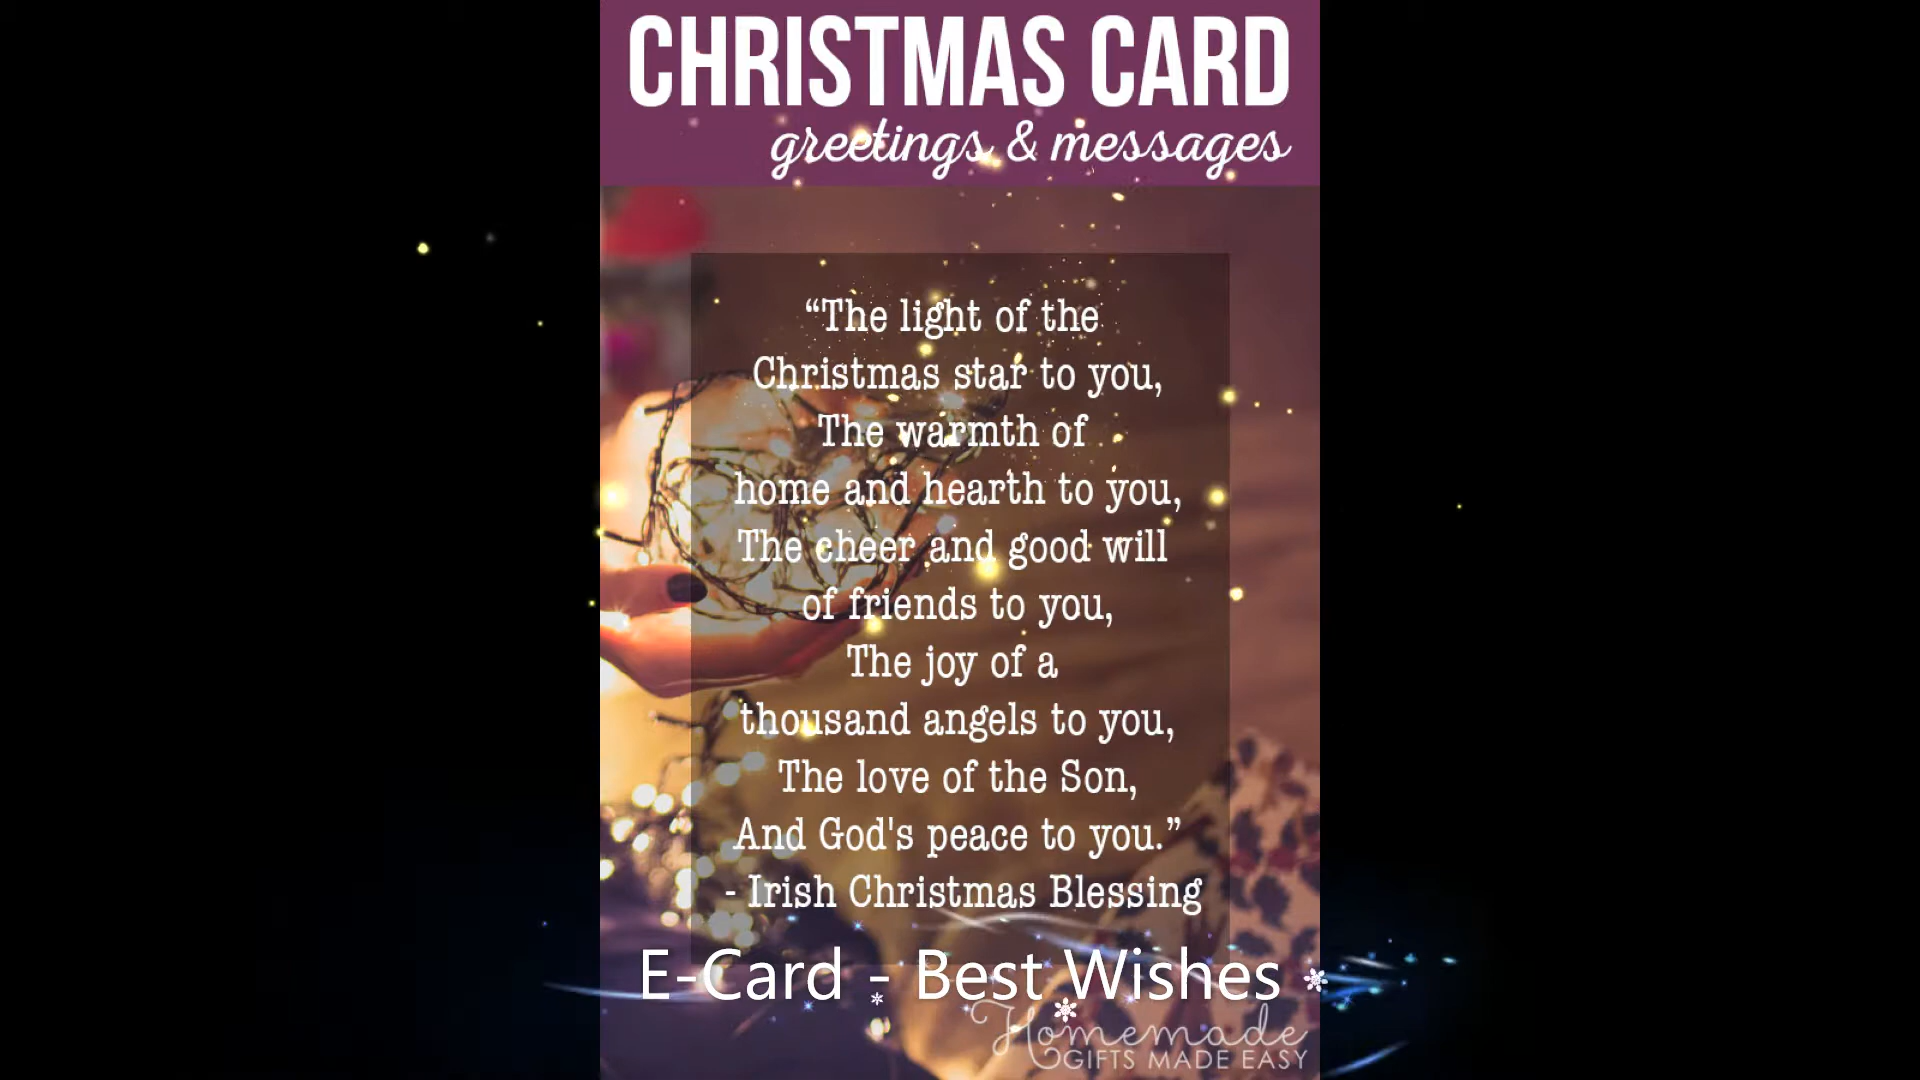 CHRISTMAS CARD
greetings & messages
“The light of the
Christmas star to you,
The warmth of
home and hearth to you,
The cheer and good will
of friends to you,
The joy of a
thousand angels to you,
The love of the Son,
And God's peace to you.”
- Irish Christmas Blessing
E-Card - Best Wishes
Homemade
GIFTS MADE EASY